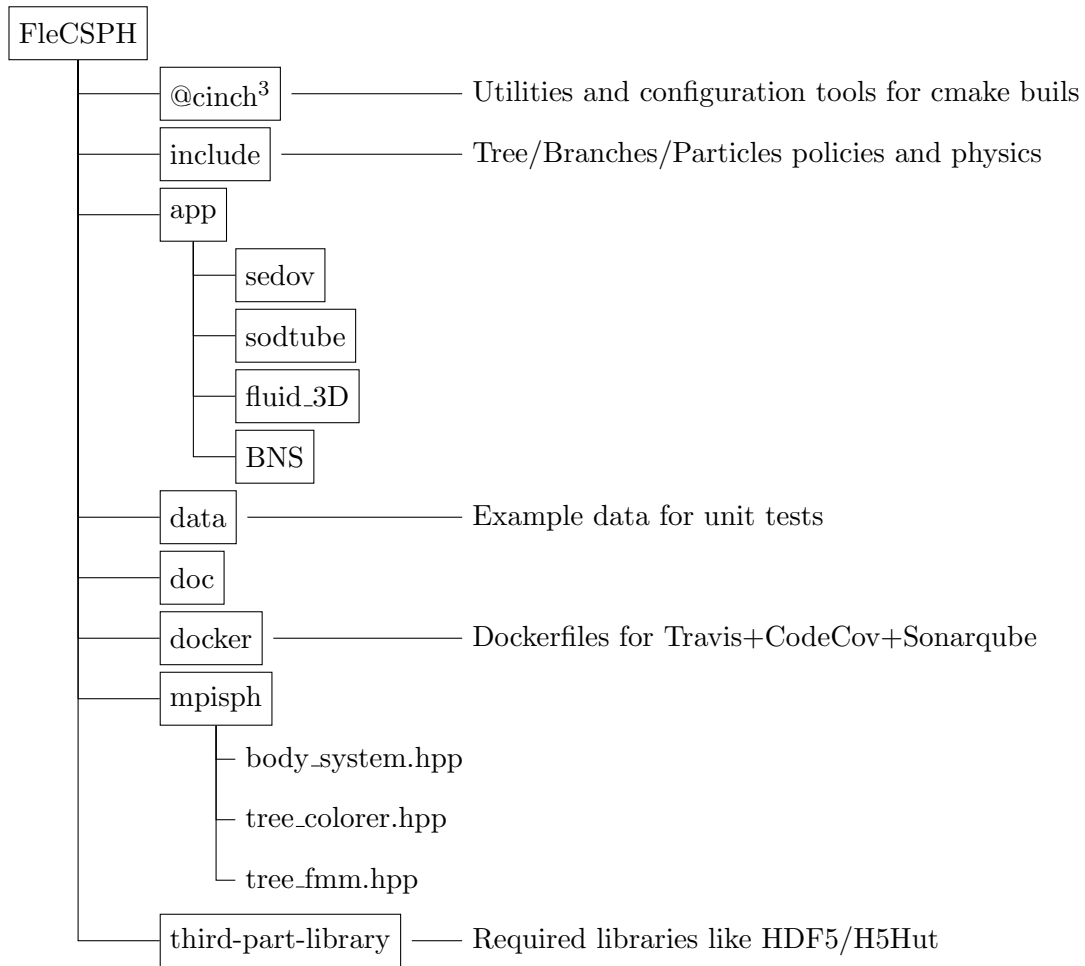 FleCSPH
@cinch³ Utilities and configuration tools for cmake buils
include Tree/Branches/Particles policies and physics
app
sedov
sodtube
fluid_3D
BNS
data Example data for unit tests
doc
docker Dockerfiles for Travis+CodeCov+Sonarqube
mpisph
body_system.hpp
tree_colorer.hpp
tree_fmm.hpp
third-part-library Required libraries like HDF5/H5Hut